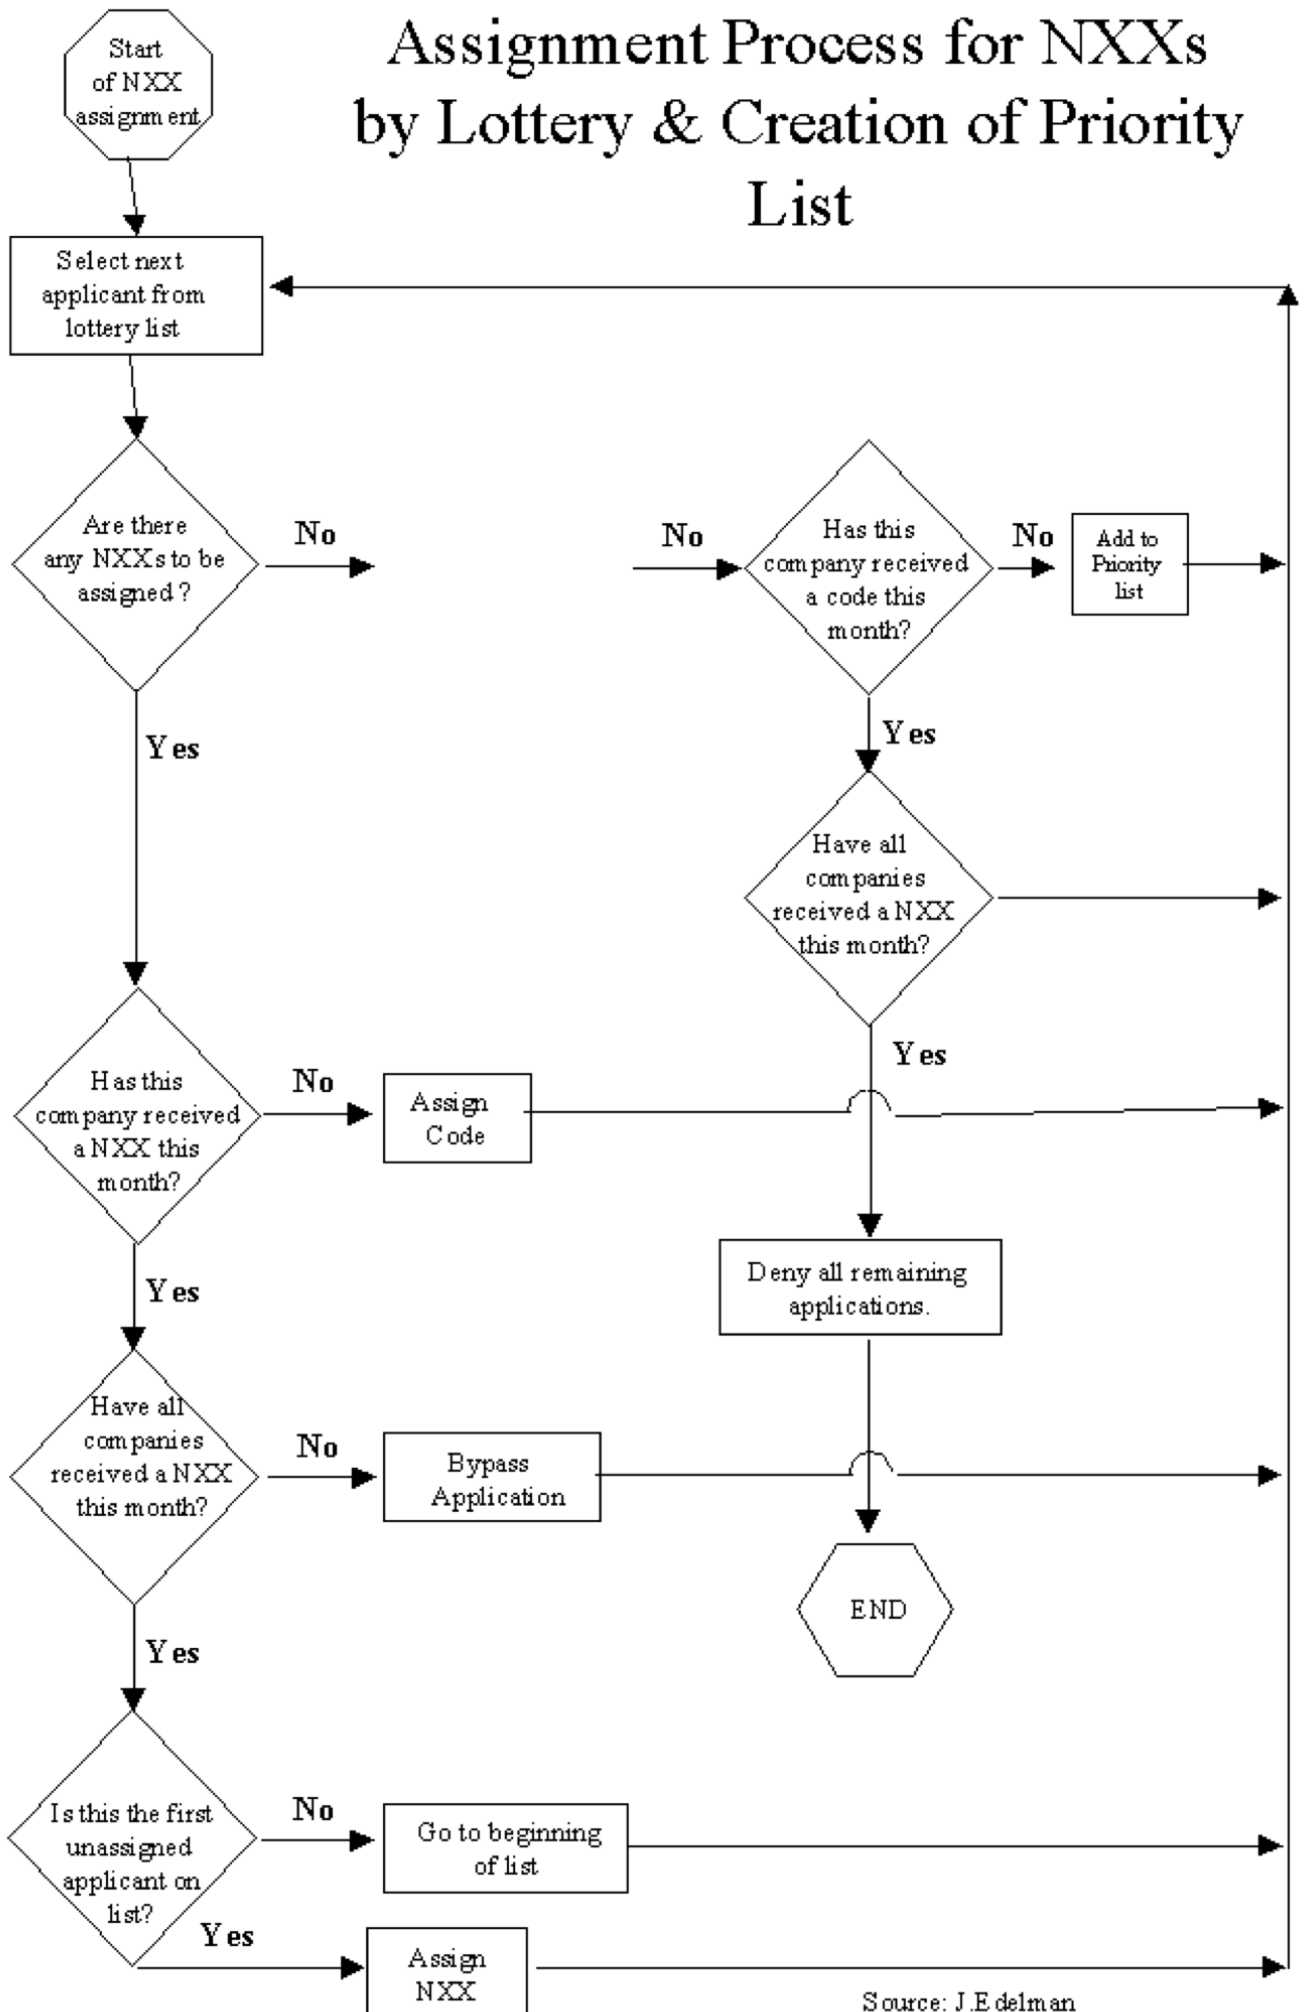 Assignment Process for NXXs
by Lottery & Creation of Priority
List
Start
of NXX
assignment
Select next
applicant from
lottery list
Are there
any NXXs to be
assigned ?
No
No
Has this
company received
a code this
month?
No
Add to
Priority
list
Yes
Yes
Have all
companies
received a NXX
this month?
Yes
Has this
company received
a NXX this
month?
No
Assign
Code
Deny all remaining
applications.
Yes
Have all
companies
received a NXX
this month?
No
Bypass
Application
END
Yes
Is this the first
unassigned
applicant on
list?
No
Go to beginning
of list
Yes
Assign
NXX
Source: J.Edelman